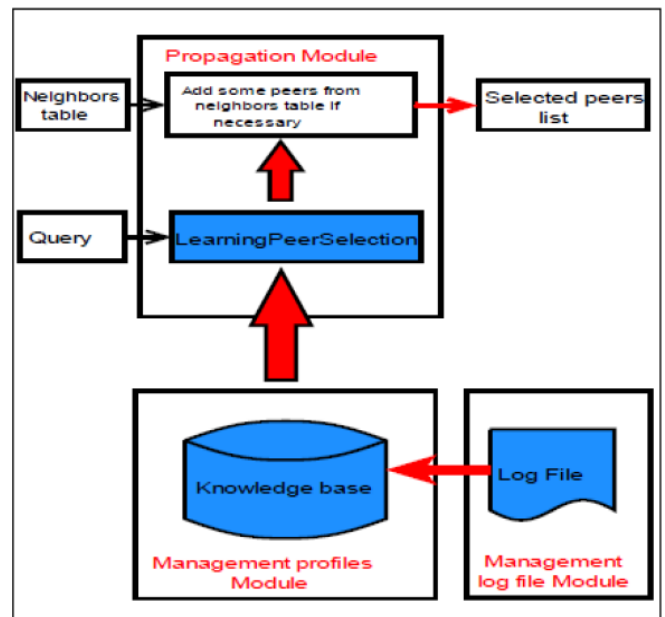 Propagation Module
Neighbors
table
Add some peers from
neighbors table if
necessary
Selected peers
list
Query
LearningPeerSelection
Knowledge base
Log File
Management profiles
Module
Management
log file Module